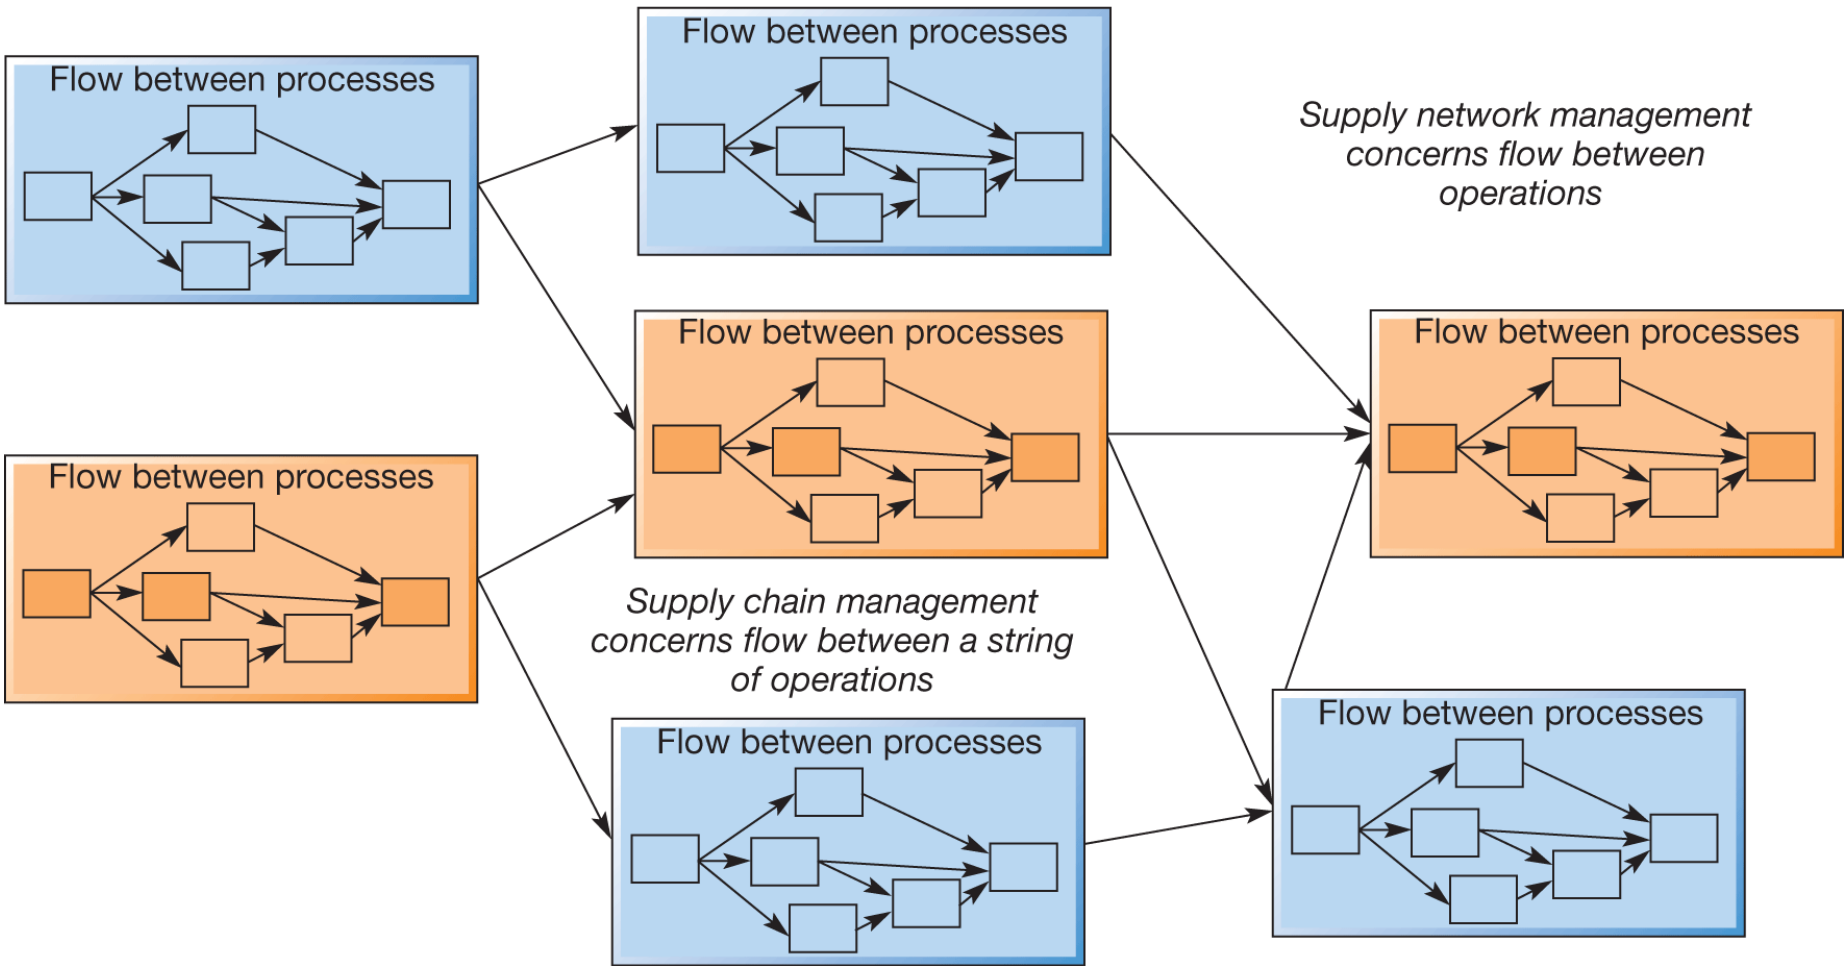 Flow between processes
Flow between processes
Supply network management
concerns flow between
operations
Flow between processes
Flow between processes
Flow between processes
Supply chain management
concerns flow between a string
of operations
Flow between processes
Flow between processes